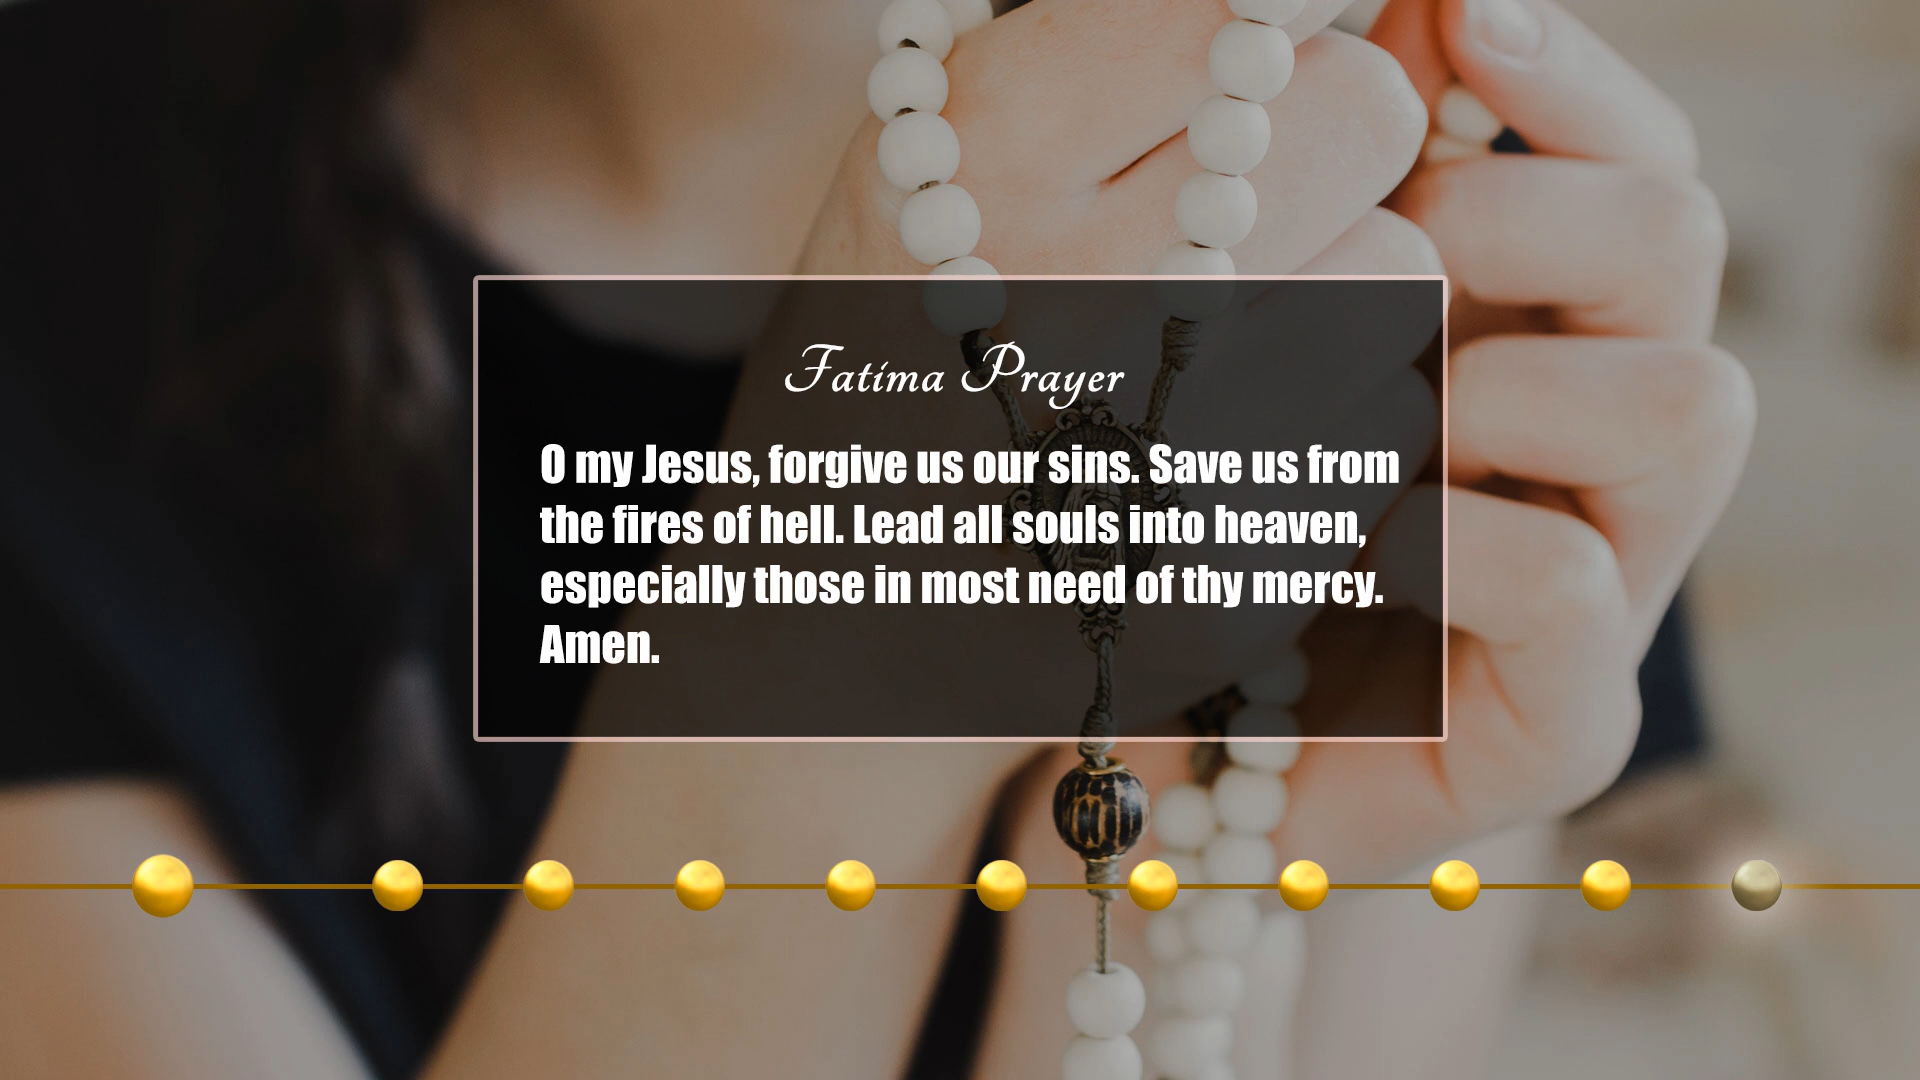 Fatima Prayer
O my Jesus, forgive us our sins. Save us from
the fires of hell. Lead all souls into heaven,
especially those in most need of thy mercy.
Amen.